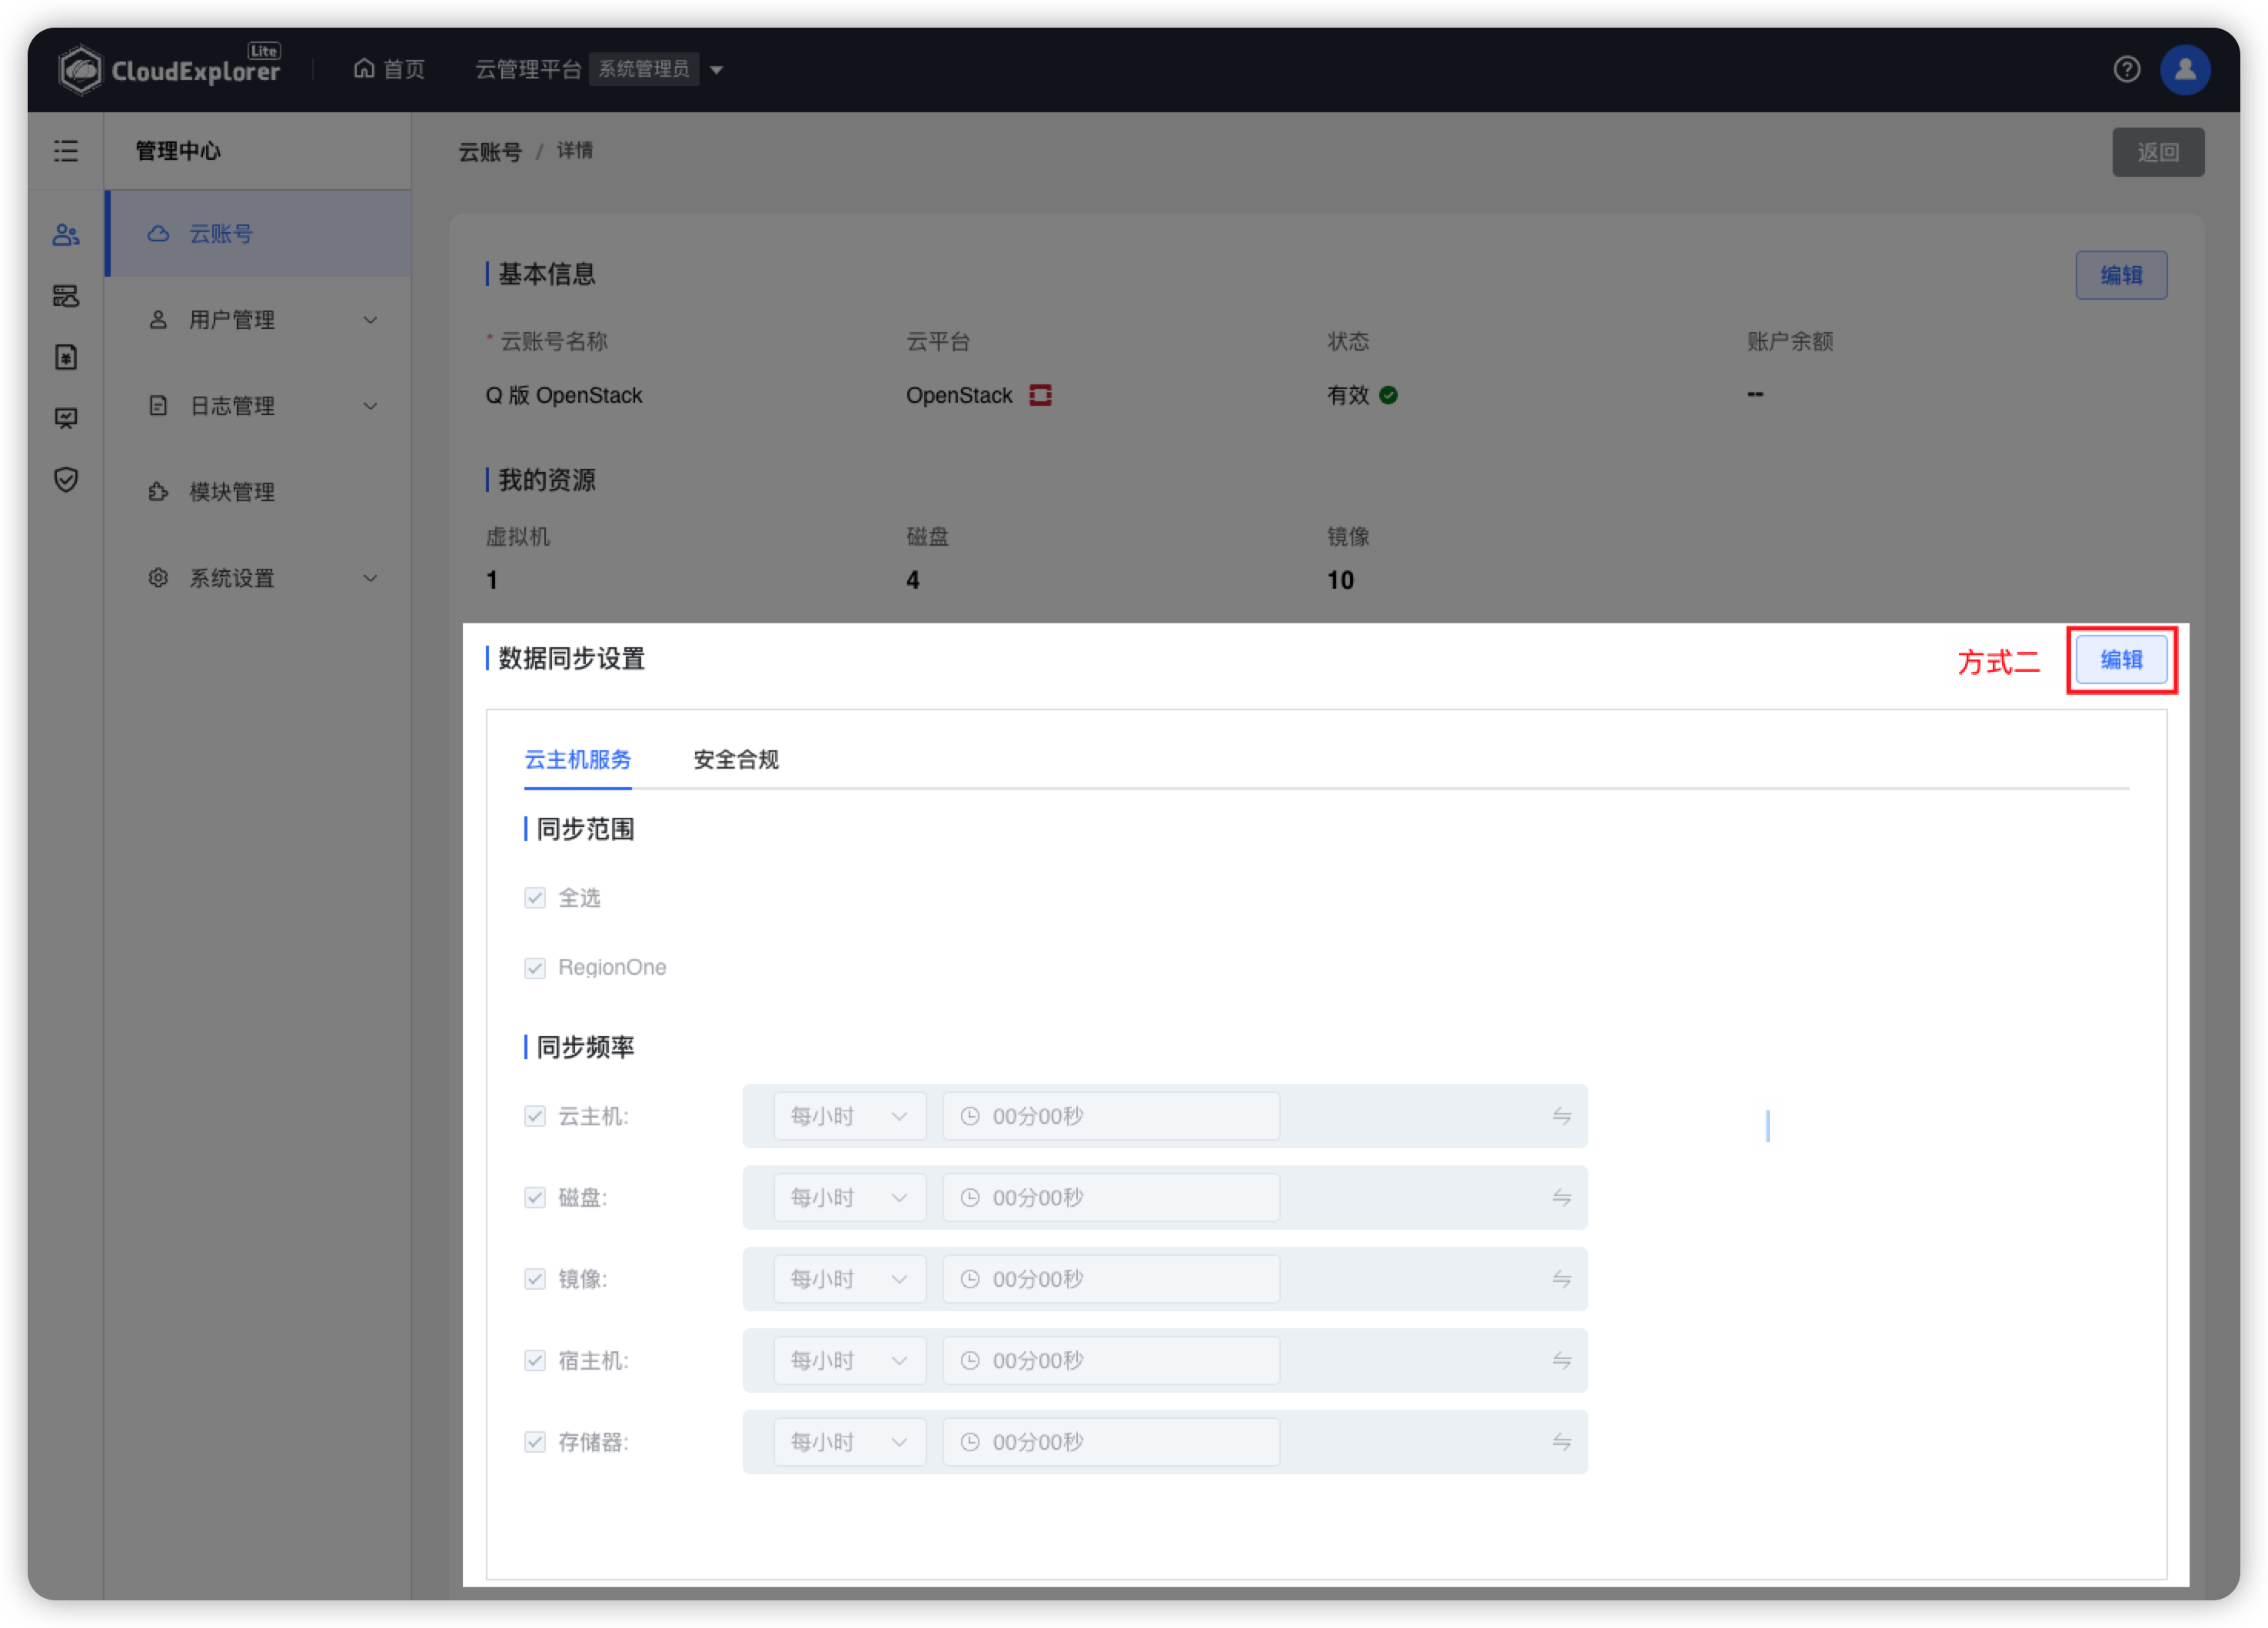 CloudExplorer Lite
首页
云管理平台 系统管理员
管理中心
云账号 / 详情
返回
云账号
用户管理
日志管理
模块管理
系统设置
基本信息
编辑
* 云账号名称 云平台 状态 账户余额
Q 版 OpenStack OpenStack 有效 --
我的资源
虚拟机 磁盘 镜像
1 4 10
数据同步设置
方式二 编辑
云主机服务 安全合规
同步范围
全选
RegionOne
同步频率
云主机: 每小时 00分00秒
磁盘: 每小时 00分00秒
镜像: 每小时 00分00秒
宿主机: 每小时 00分00秒
存储器: 每小时 00分00秒